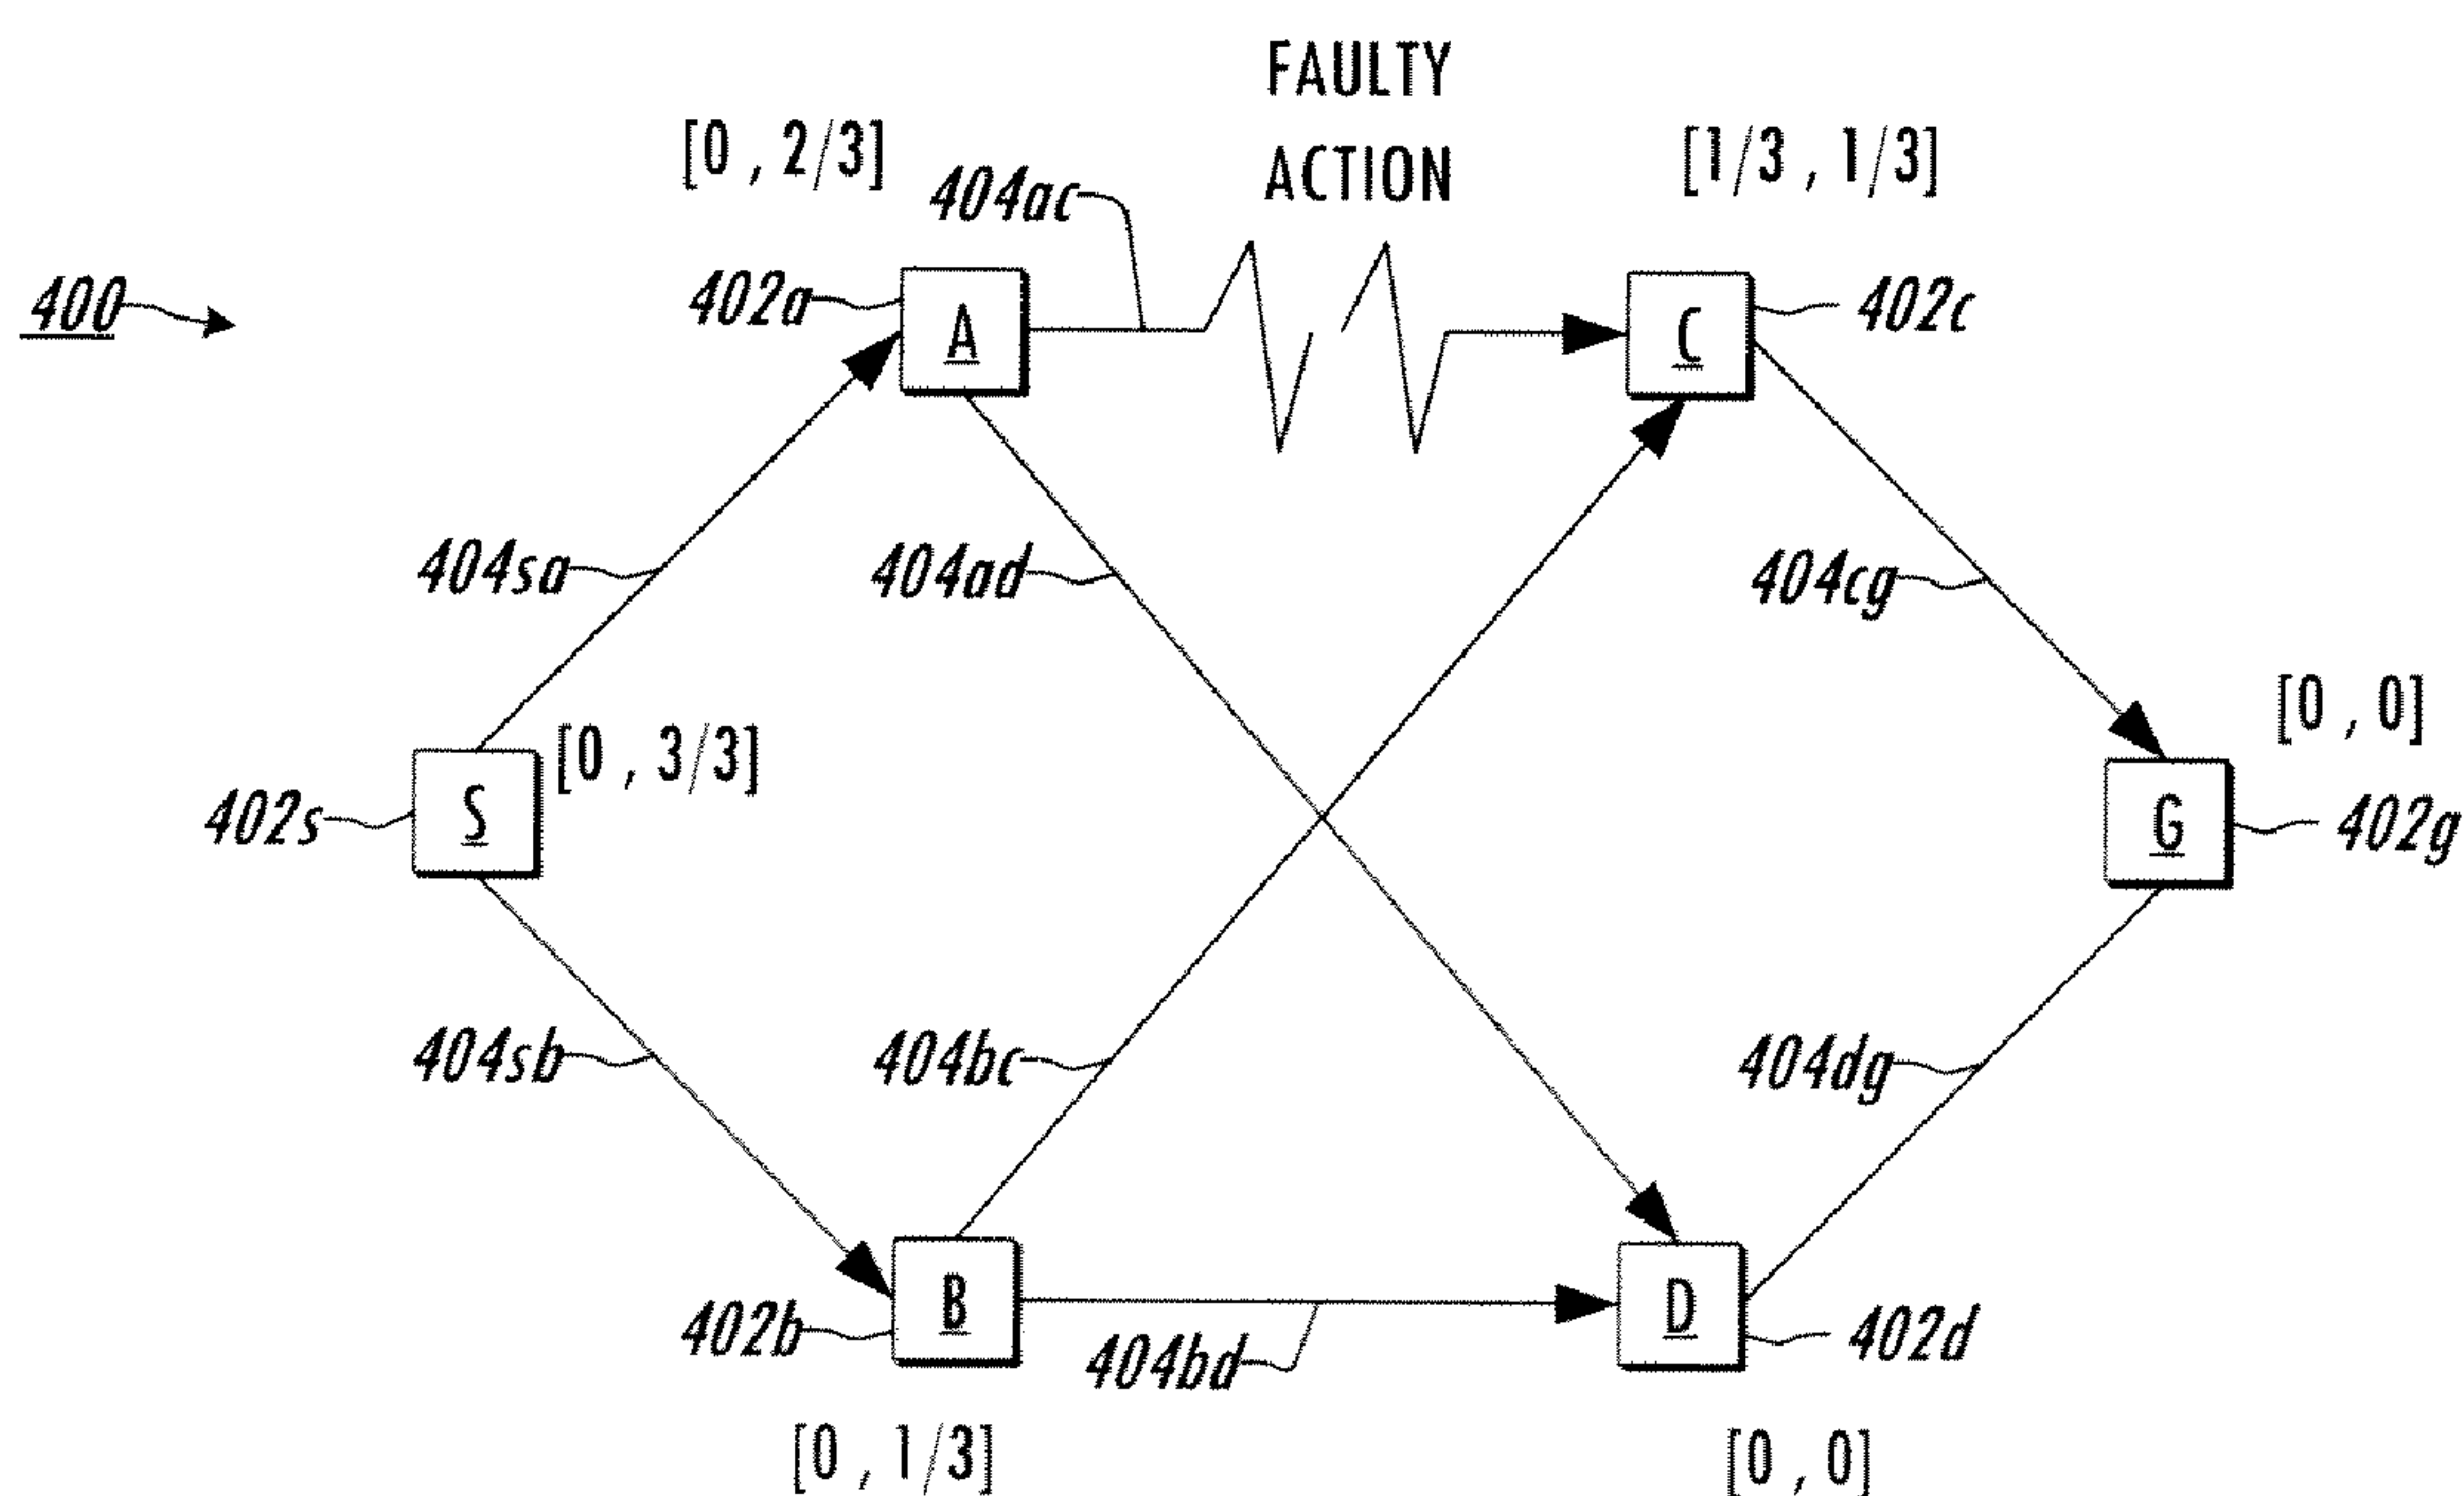 FAULTY
ACTION
[0 , 2/3]
404ac
[1/3 , 1/3]
400
402a
A
C
402c
404sa
404ad
404cg
[0 , 3/3]
[0 , 0]
402s
S
G
402g
404sb
404bc
404dg
402b
B
404bd
D
402d
[0 , 1/3]
[0 , 0]